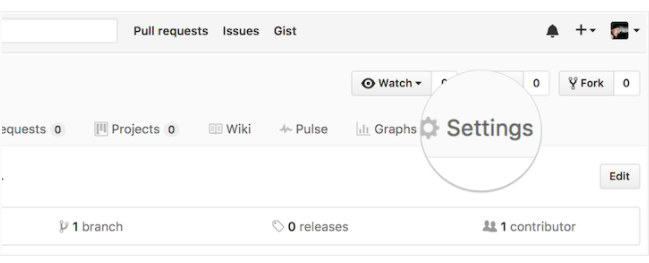 Pull requests Issues Gist
Watch 0 Fork 0
equests 0 Projects 0 Wiki Pulse Graphs Settings
Edit
1 branch 0 releases 1 contributor